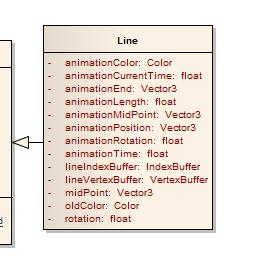 Line
- animationColor: Color
- animationCurrentTime: float
- animationEnd: Vector3
- animationLength: float
- animationMidPoint: Vector3
- animationPosition: Vector3
- animationRotation: float
- animationTime: float
- lineIndexBuffer: IndexBuffer
- lineVertexBuffer: VertexBuffer
- midPoint: Vector3
- oldColor: Color
- rotation: float